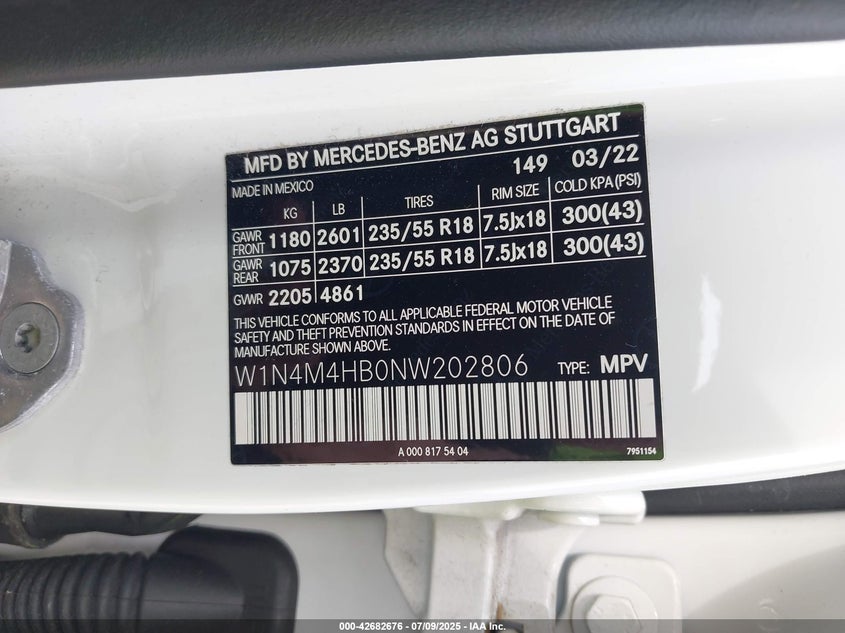 MFD BY MERCEDES-BENZ AG STUTTGART
MADE IN MEXICO 149 03/22
KG LB TIRES RIM SIZE COLD KPA (PSI)
GAWR FRONT 1180 2601 235/55 R18 7.5Jx18 300(43)
GAWR REAR 1075 2370 235/55 R18 7.5Jx18 300(43)
GVWR 2205 4861
THIS VEHICLE CONFORMS TO ALL APPLICABLE FEDERAL MOTOR VEHICLE
SAFETY AND THEFT PREVENTION STANDARDS IN EFFECT ON THE DATE OF
MANUFACTURE SHOWN ABOVE.
W1N4M4HB0NW202806 TYPE: MPV
A 000 817 54 04 7951154
000-42682676 - 07/09/2025 - IAA Inc.